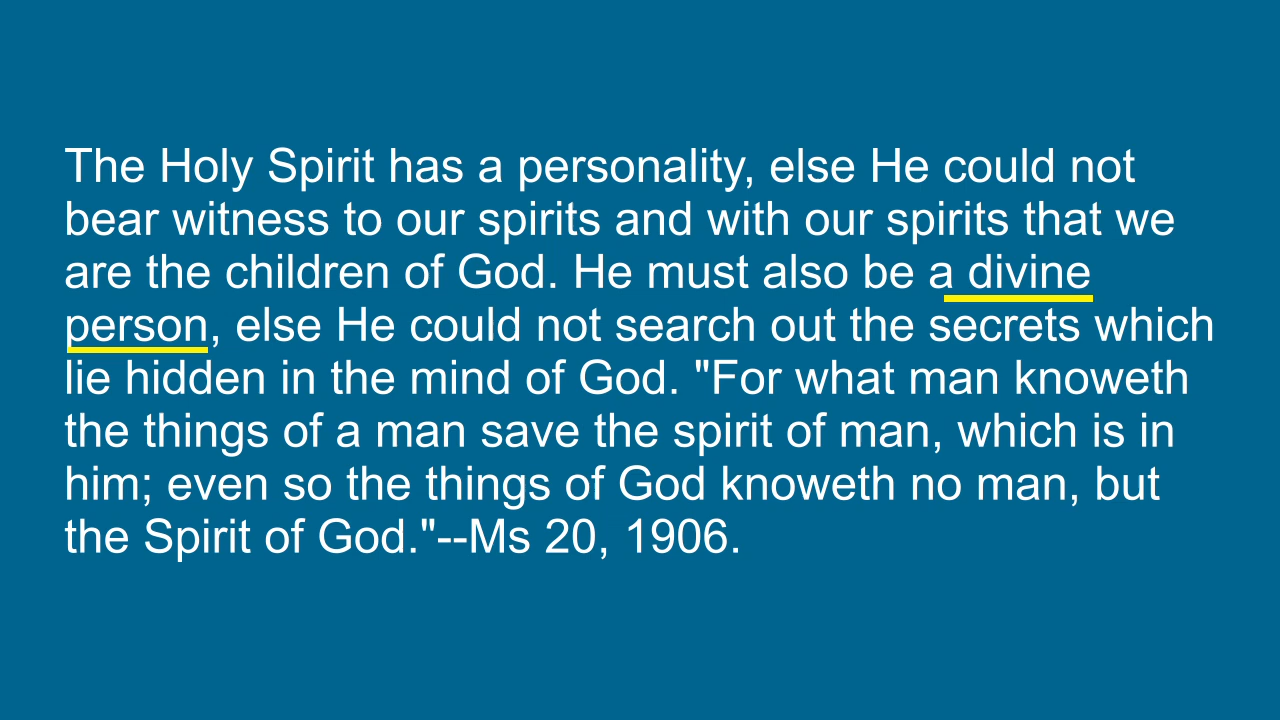 The Holy Spirit has a personality, else He could not
bear witness to our spirits and with our spirits that we
are the children of God. He must also be a divine
person, else He could not search out the secrets which
lie hidden in the mind of God. "For what man knoweth
the things of a man save the spirit of man, which is in
him; even so the things of God knoweth no man, but
the Spirit of God."--Ms 20, 1906.